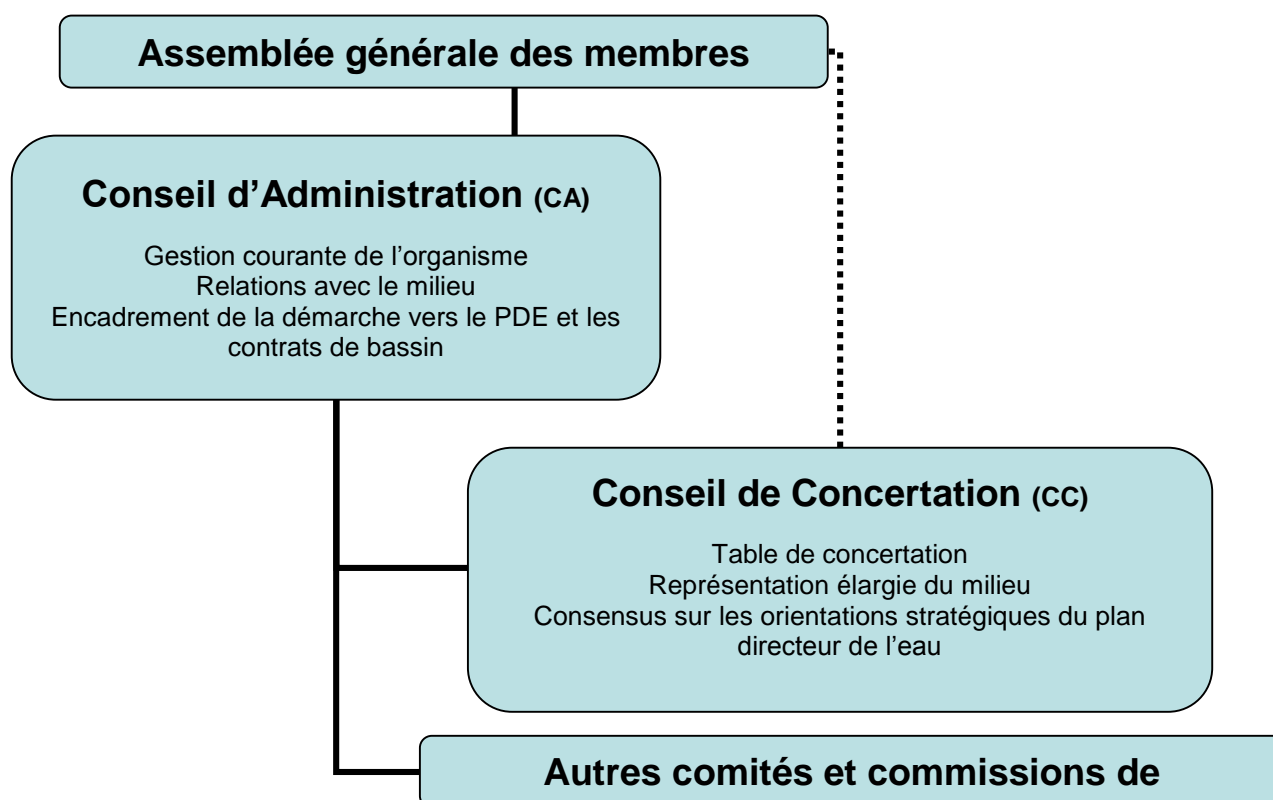 Assemblée générale des membres
Conseil d’Administration (CA)
Gestion courante de l’organisme
Relations avec le milieu
Encadrement de la démarche vers le PDE et les
contrats de bassin
Conseil de Concertation (CC)
Table de concertation
Représentation élargie du milieu
Consensus sur les orientations stratégiques du plan
directeur de l’eau
Autres comités et commissions de